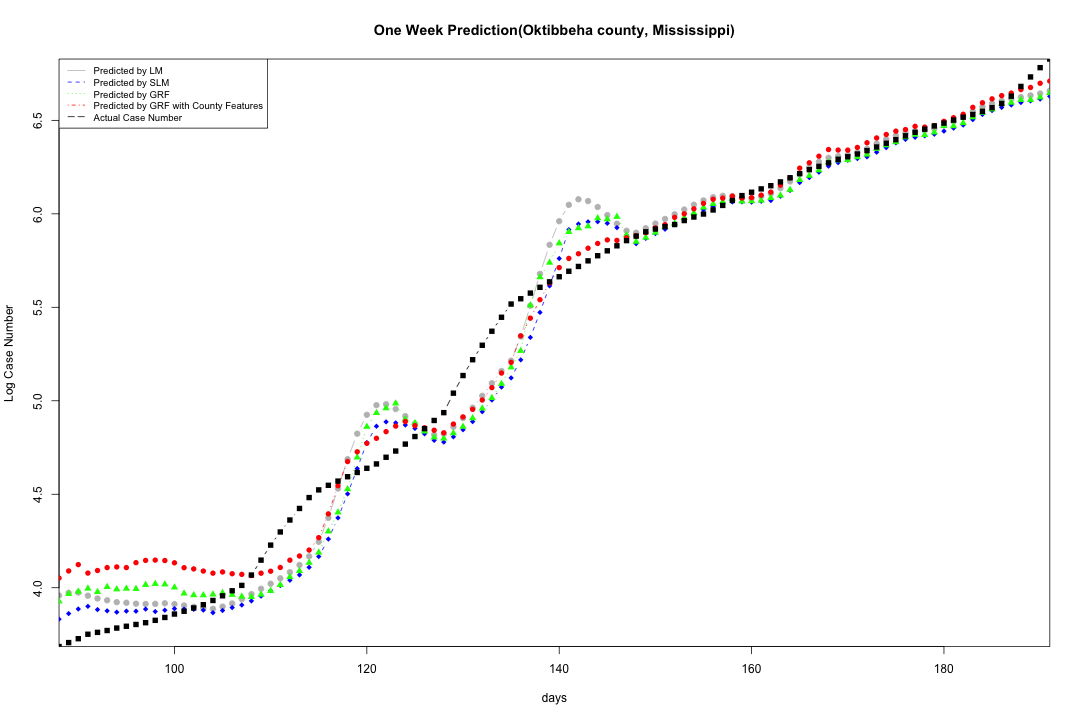 One Week Prediction(Oktibbeha county, Mississippi)
Predicted by LM
Predicted by SLM
Predicted by GRF
Predicted by GRF with County Features
Actual Case Number
Log Case Number
6.5
6.0
5.5
5.0
4.5
4.0
100 120 140 160 180
days